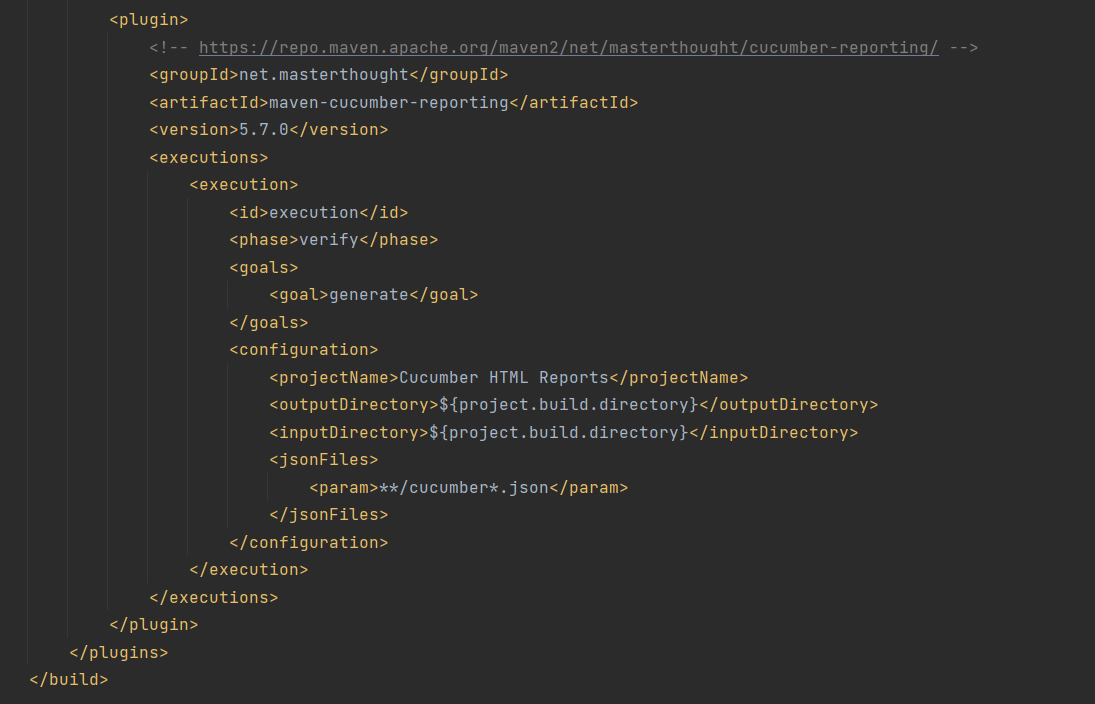 <plugin>
<!-- https://repo.maven.apache.org/maven2/net/masterthought/cucumber-reporting/ -->
<groupId>net.masterthought</groupId>
<artifactId>maven-cucumber-reporting</artifactId>
<version>5.7.0</version>
<executions>
<execution>
<id>execution</id>
<phase>verify</phase>
<goals>
<goal>generate</goal>
</goals>
<configuration>
<projectName>Cucumber HTML Reports</projectName>
<outputDirectory>${project.build.directory}</outputDirectory>
<inputDirectory>${project.build.directory}</inputDirectory>
<jsonFiles>
<param>**/cucumber*.json</param>
</jsonFiles>
</configuration>
</execution>
</executions>
</plugin>
</plugins>
</build>